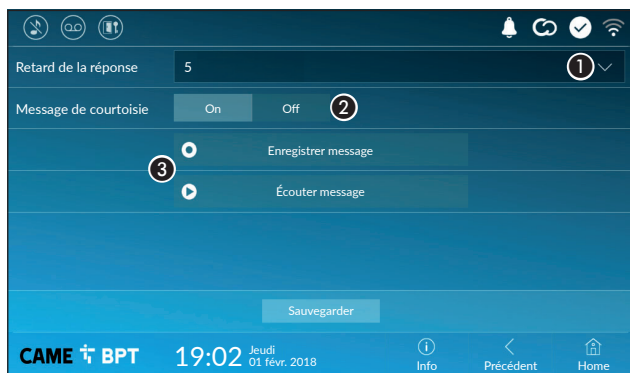 Retard de la réponse 5 1
Message de courtoisie On Off 2
Enregistrer message
3
Écouter message
Sauvegarder
CAME BPT 19:02 Jeudi
01 févr. 2018
Info Précédent Home